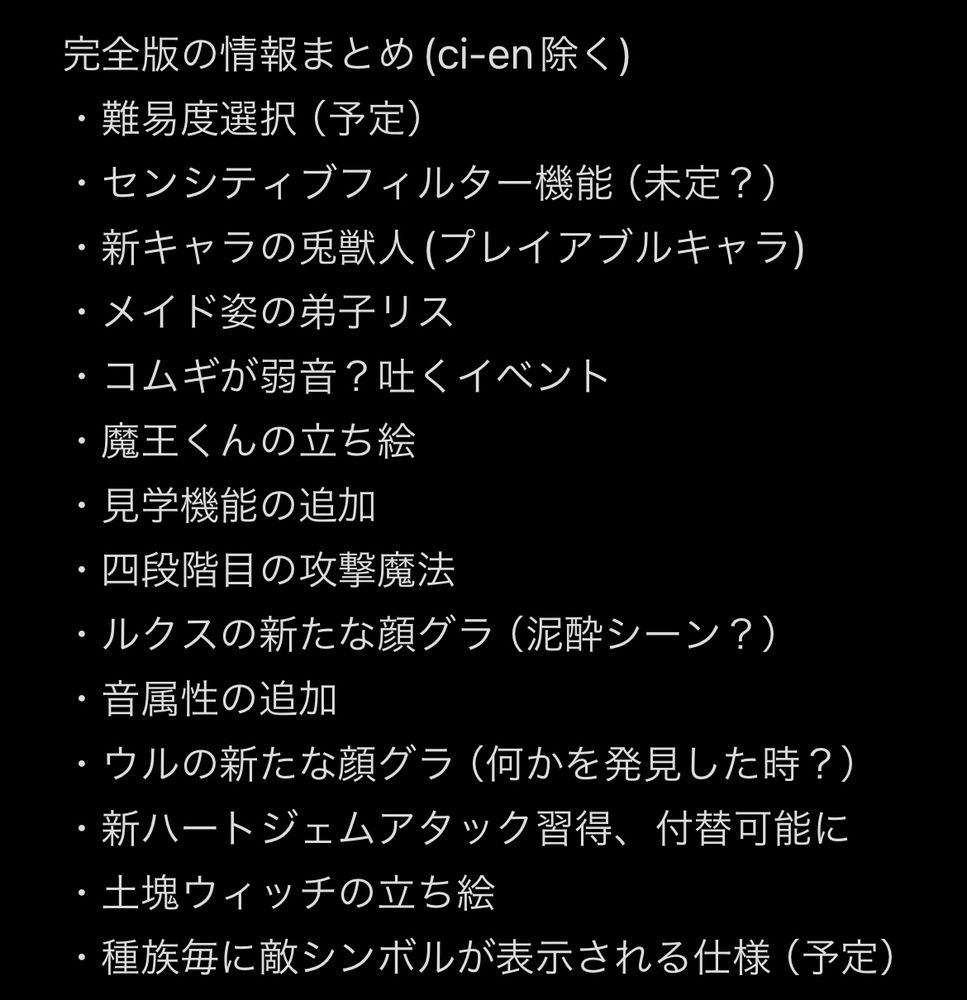 完全版の情報まとめ(ci-en除く)
・難易度選択（予定）
・センシティブフィルター機能（未定？）
・新キャラの兎獣人(プレイアブルキャラ)
・メイド姿の弟子リス
・コムギが弱音？吐くイベント
・魔王くんの立ち絵
・見学機能の追加
・四段階目の攻撃魔法
・ルクスの新たな顔グラ（泥酔シーン？）
・音属性の追加
・ウルの新たな顔グラ（何かを発見した時？）
・新ハートジェムアタック習得、付替可能に
・土塊ウィッチの立ち絵
・種族毎に敵シンボルが表示される仕様（予定）